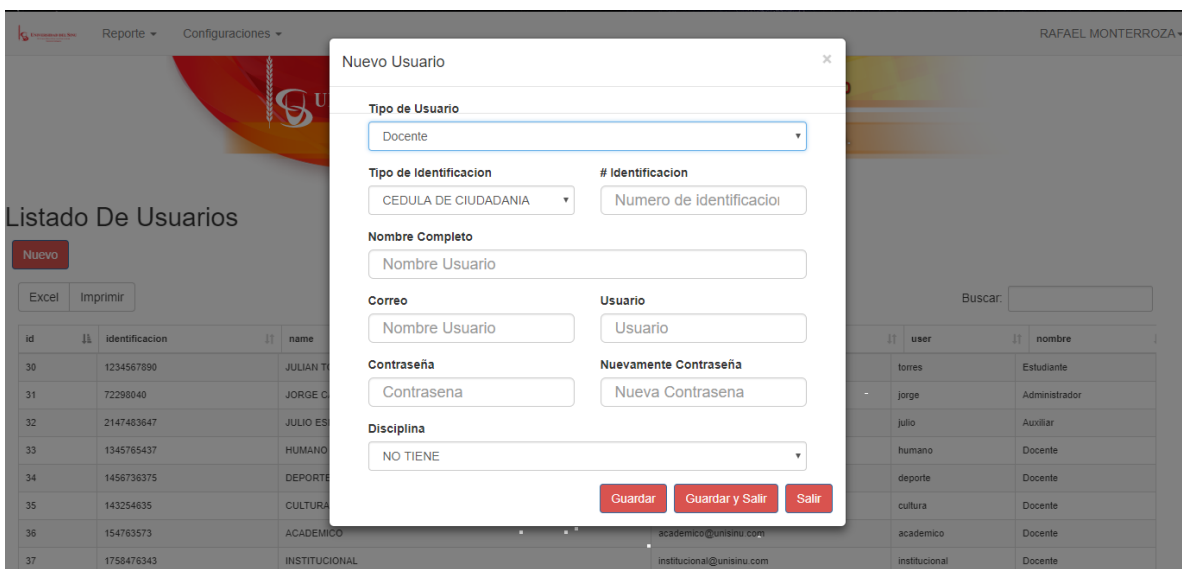 Reporte Configuraciones RAFAEL MONTERROZA
Nuevo Usuario ×
Tipo de Usuario
Docente
Tipo de Identificacion # Identificacion
CEDULA DE CIUDADANIA Numero de identificacion
Nombre Completo
Nombre Usuario
Correo Usuario
Nombre Usuario Usuario
Contraseña Nuevamente Contraseña
Contrasena Nueva Contrasena
Disciplina
NO TIENE
Guardar Guardar y Salir Salir
U
Listado De Usuarios
Nuevo
Excel Imprimir Buscar:
id identificacion name user nombre
30 1234567890 JULIAN TO torres Estudiante
31 72298040 JORGE CA jorge Administrador
32 2147483647 JULIO ES julio Auxiliar
33 1345765437 HUMANO humano Docente
34 1456736375 DEPORTE deporte Docente
35 143254635 CULTURA cultura Docente
36 154763573 ACADEMICO academico@unisinu.com academico Docente
37 1758476343 INSTITUCIONAL institucional@unisinu.com institucional Docente